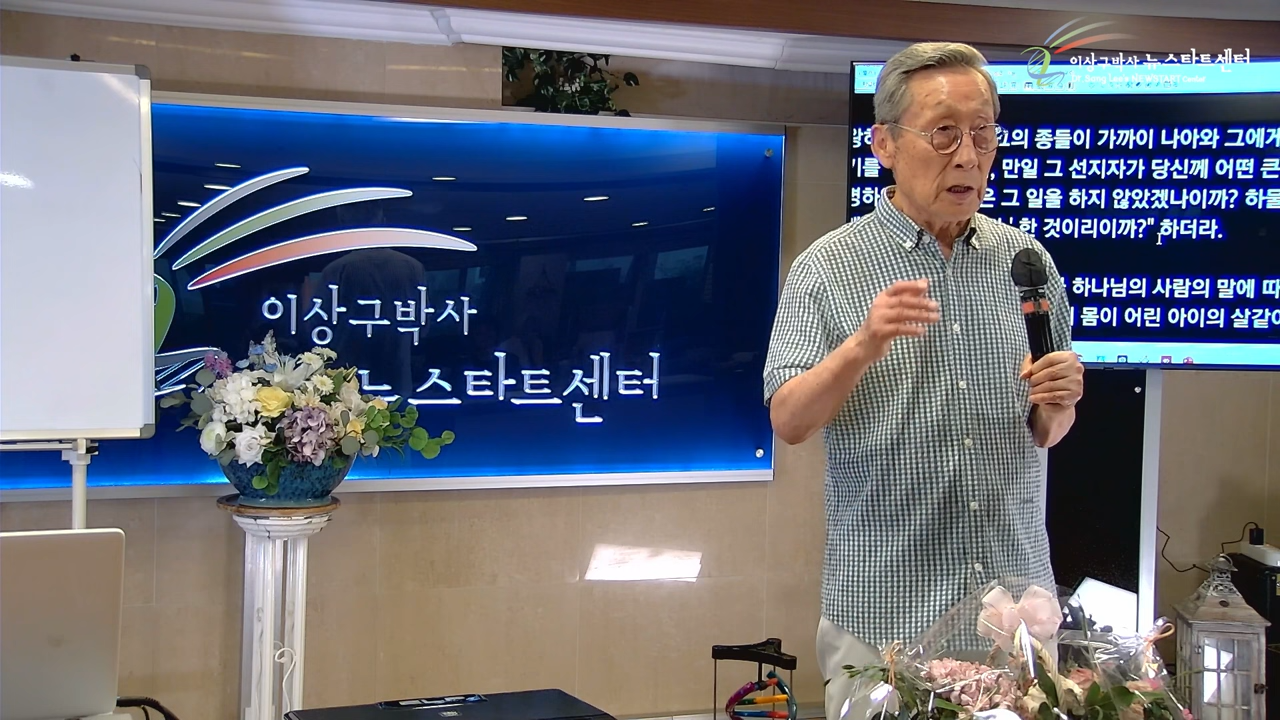 이상구박사 뉴스타트센터
Dr. Sang Lee's NEWSTART Center
이상구박사
뉴스타트센터
의 종들이 가까이 나아와 그에게
만일 그 선지자가 당신께 어떤 큰
그 일을 하지 않았겠나이까? 하물
할 것이리이까?" 하더라.
하나님의 사람의 말에 따
몸이 어린 아이의 살같이